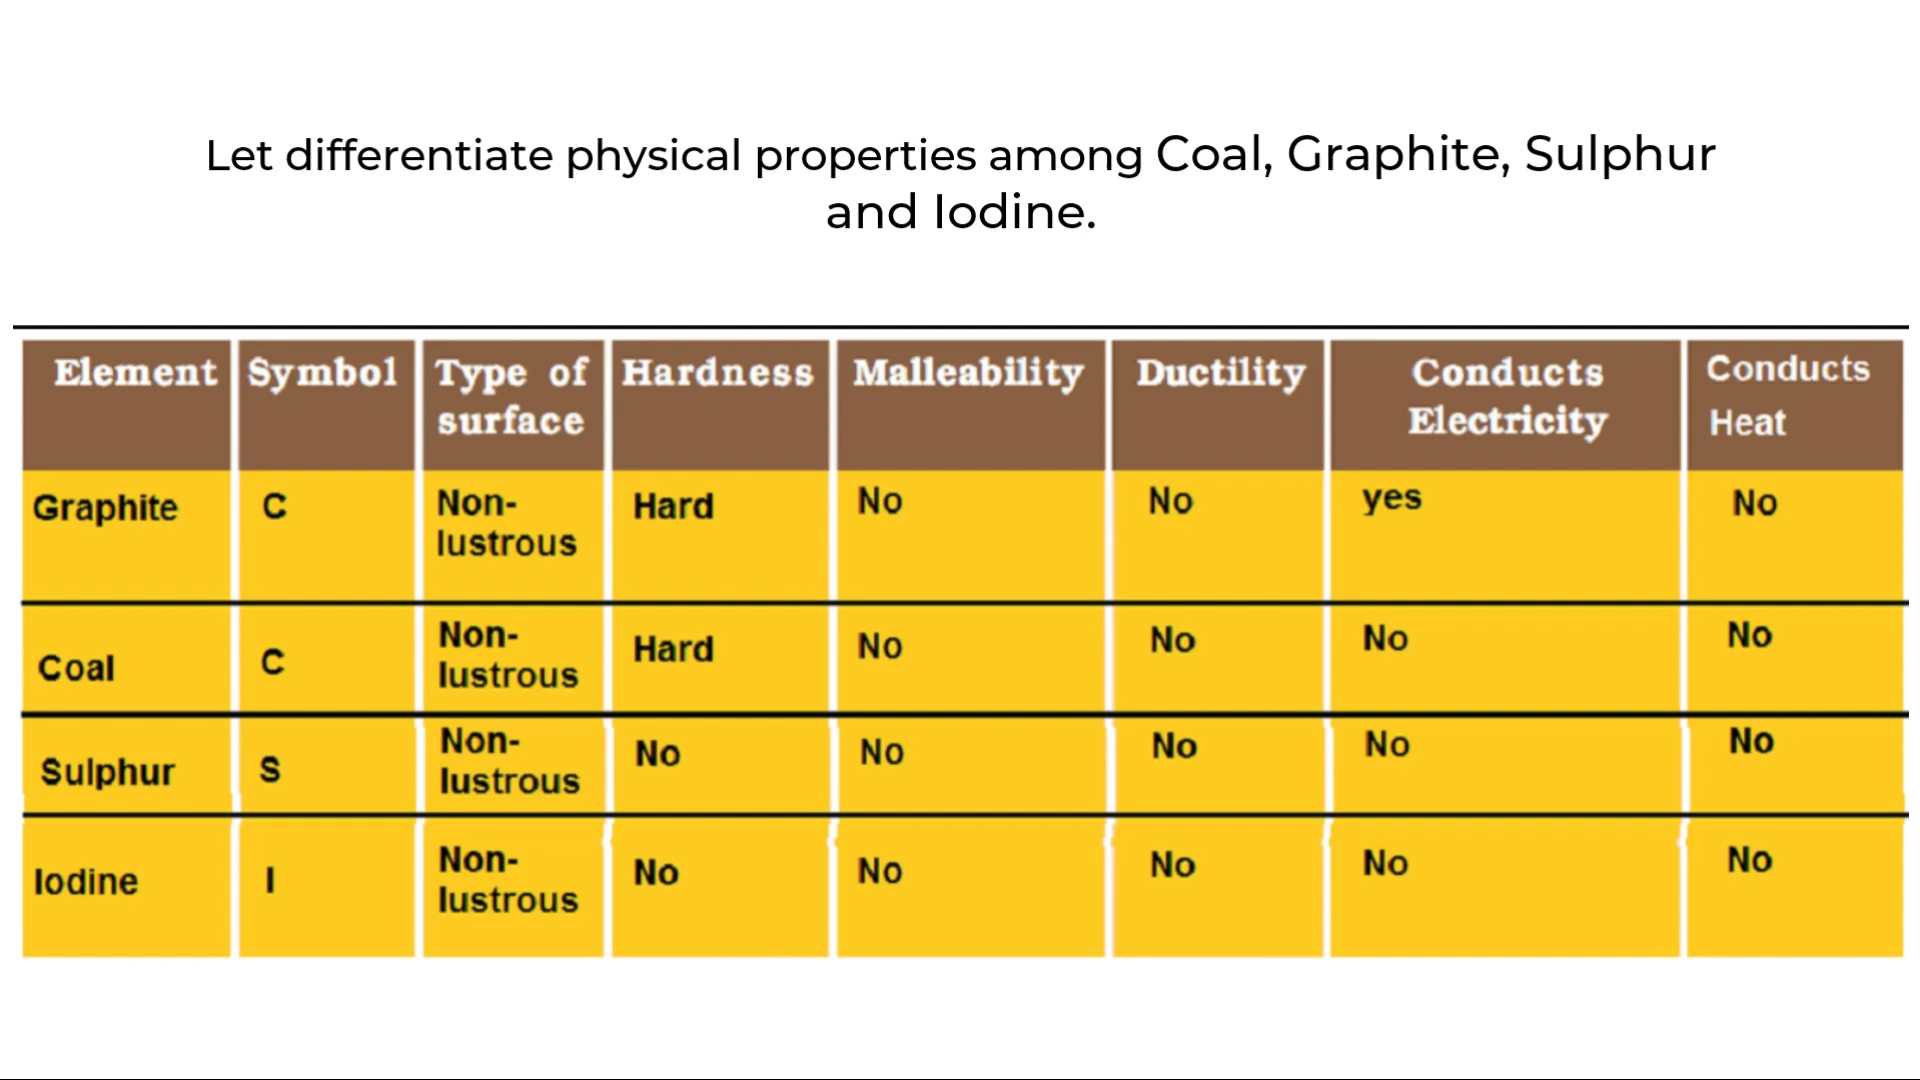 Let differentiate physical properties among Coal, Graphite, Sulphur
and Iodine.
Element Symbol Type of surface Hardness Malleability Ductility Conducts Electricity Conducts Heat
Graphite C Non-lustrous Hard No No yes No
Coal C Non-lustrous Hard No No No No
Sulphur S Non-lustrous No No No No No
Iodine I Non-lustrous No No No No No